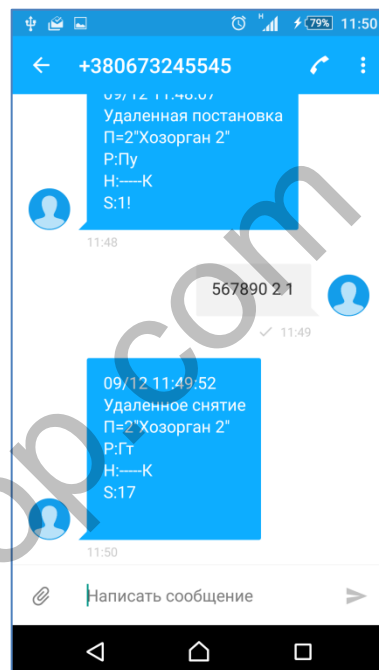 H
79%
11:50
+380673245545
09/12 11:48:07
Удаленная постановка
П=2"Хозорган 2"
Р:Пу
Н:-----К
S:1!
11:48
567890 2 1
11:49
09/12 11:49:52
Удаленное снятие
П=2"Хозорган 2"
Р:Гт
Н:-----К
S:17
11:50
Написать сообщение
op.com